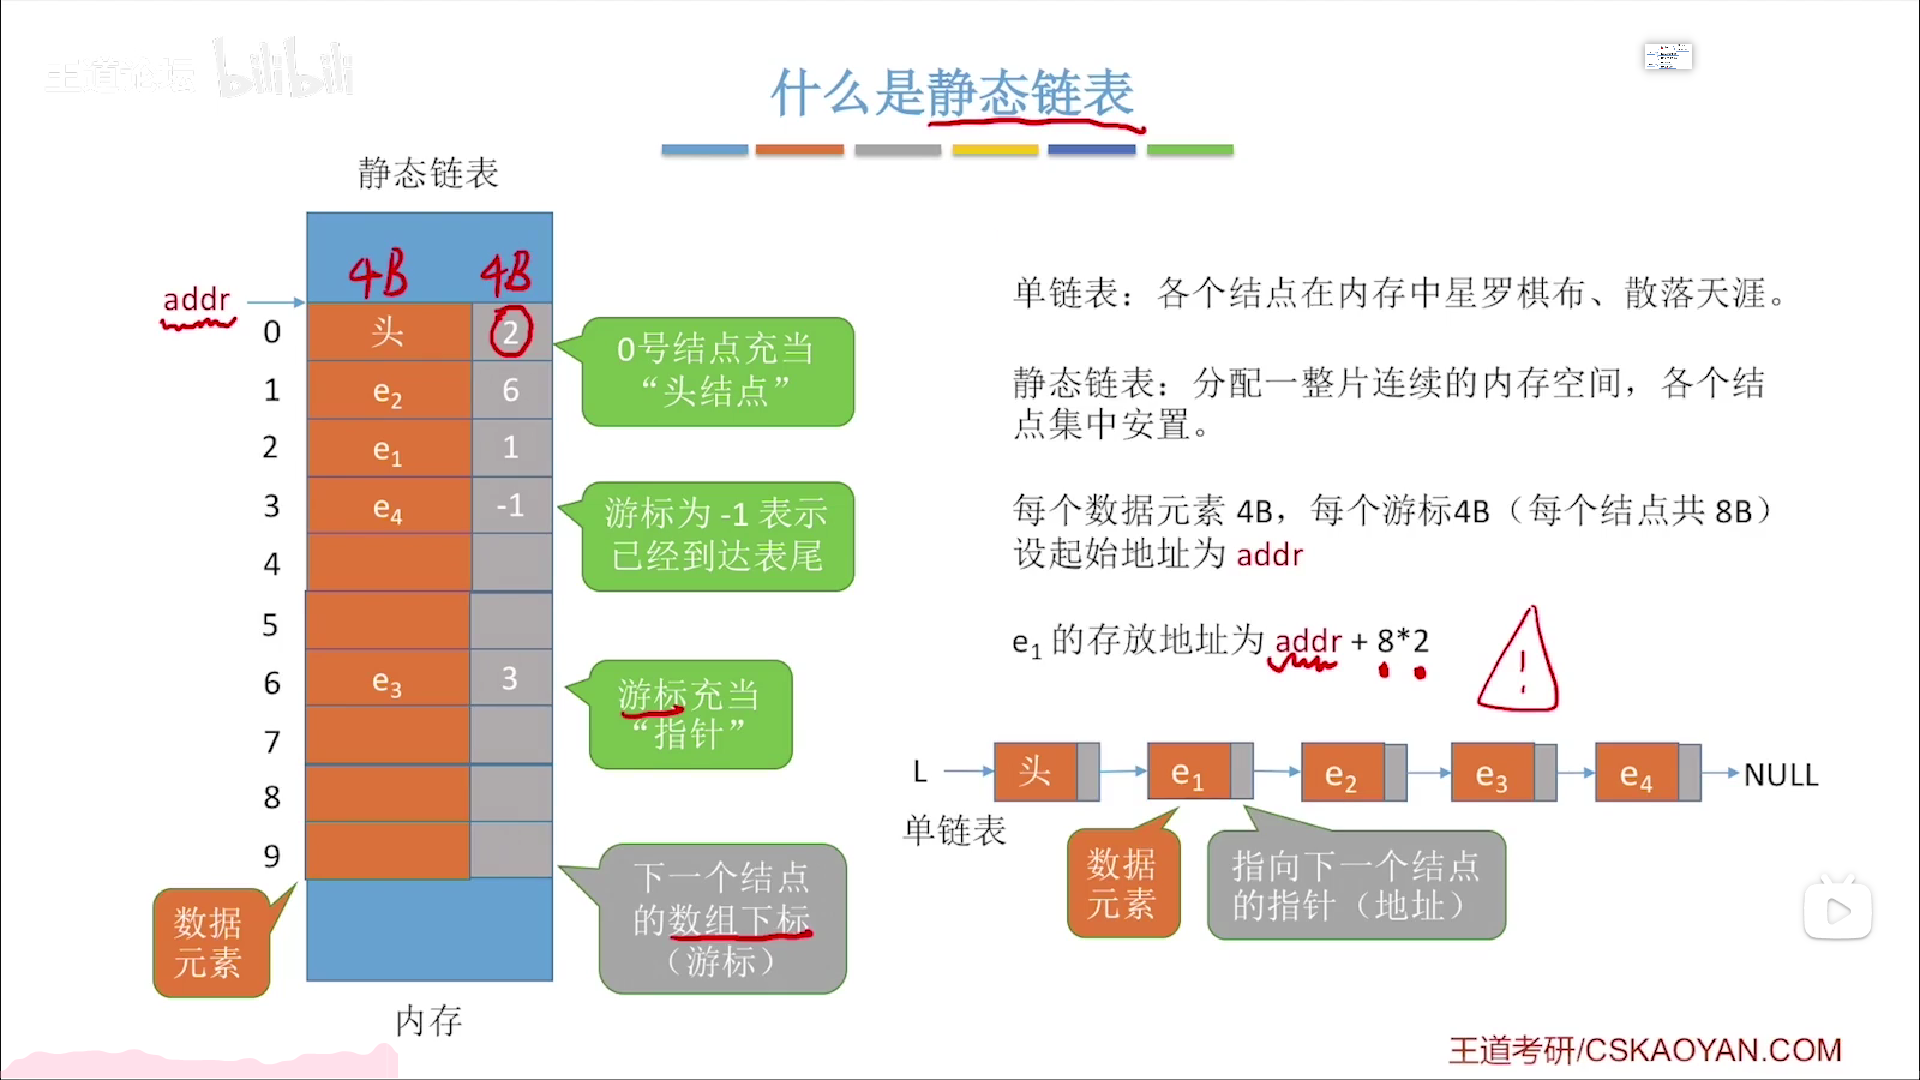 王道论坛 bilibili
什么是静态链表
静态链表
4B 4B
addr
0 头 2
1 e₂ 6
2 e₁ 1
3 e₄ -1
4
5
6 e₃ 3
7
8
9
数据
元素
内存
0号结点充当
“头结点”
游标为 -1 表示
已经到达表尾
游标充当
“指针”
下一个结点
的数组下标
（游标）
单链表：各个结点在内存中星罗棋布、散落天涯。
静态链表：分配一整片连续的内存空间，各个结
点集中安置。
每个数据元素 4B，每个游标4B（每个结点共 8B）
设起始地址为 addr
e₁ 的存放地址为 addr + 8*2
!
L 头 e₁ e₂ e₃ e₄ NULL
单链表
数据
元素
指向下一个结点
的指针（地址）
王道考研/CSKAOYAN.COM